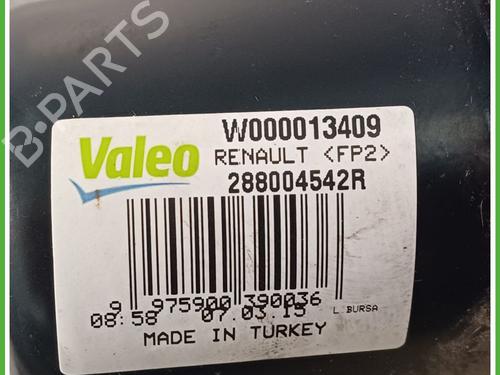 B-PARTS
Valeo
W000013409
RENAULT <FP2>
288004542R
9 975900 390036
08:58 07.03.15 L BURSA
MADE IN TURKEY